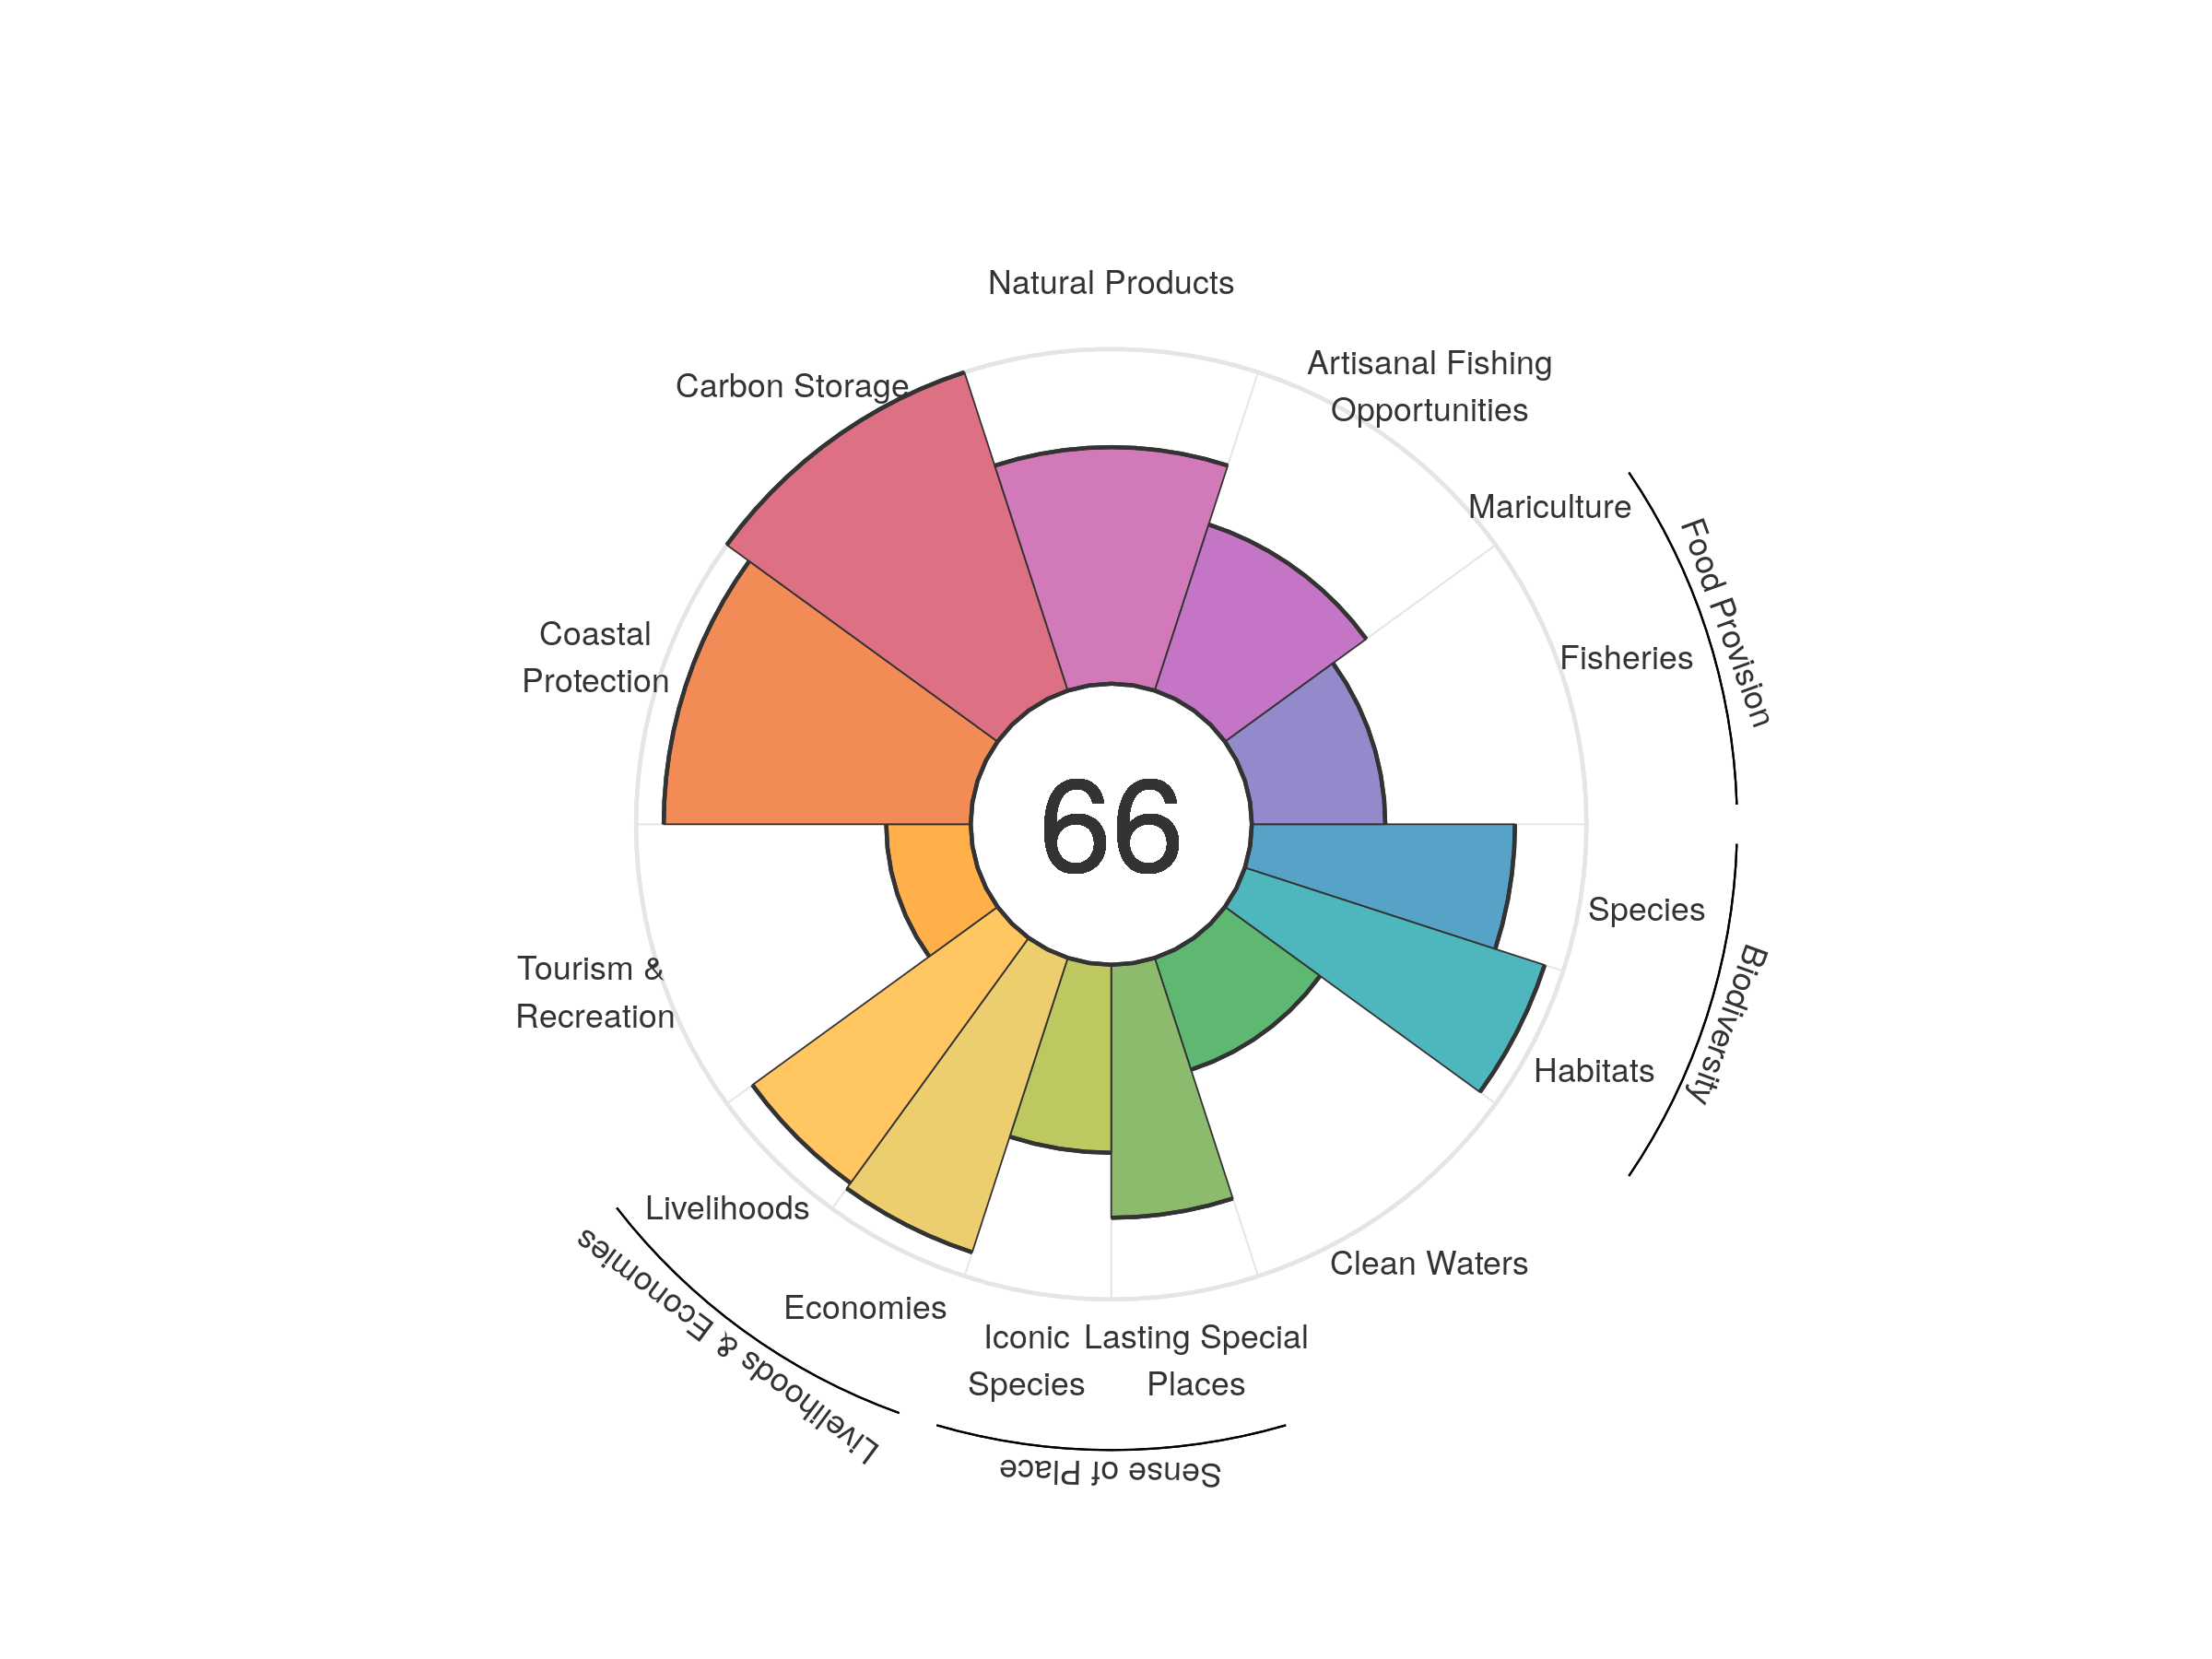 Natural Products
Artisanal Fishing
Opportunities
Carbon Storage
Mariculture
Food Provision
Fisheries
Coastal
Protection
66
Species
Biodiversity
Tourism &
Recreation
Habitats
Livelihoods
Clean Waters
Economies
Livelihoods & Economies
Iconic
Species
Lasting Special
Places
Sense of Place